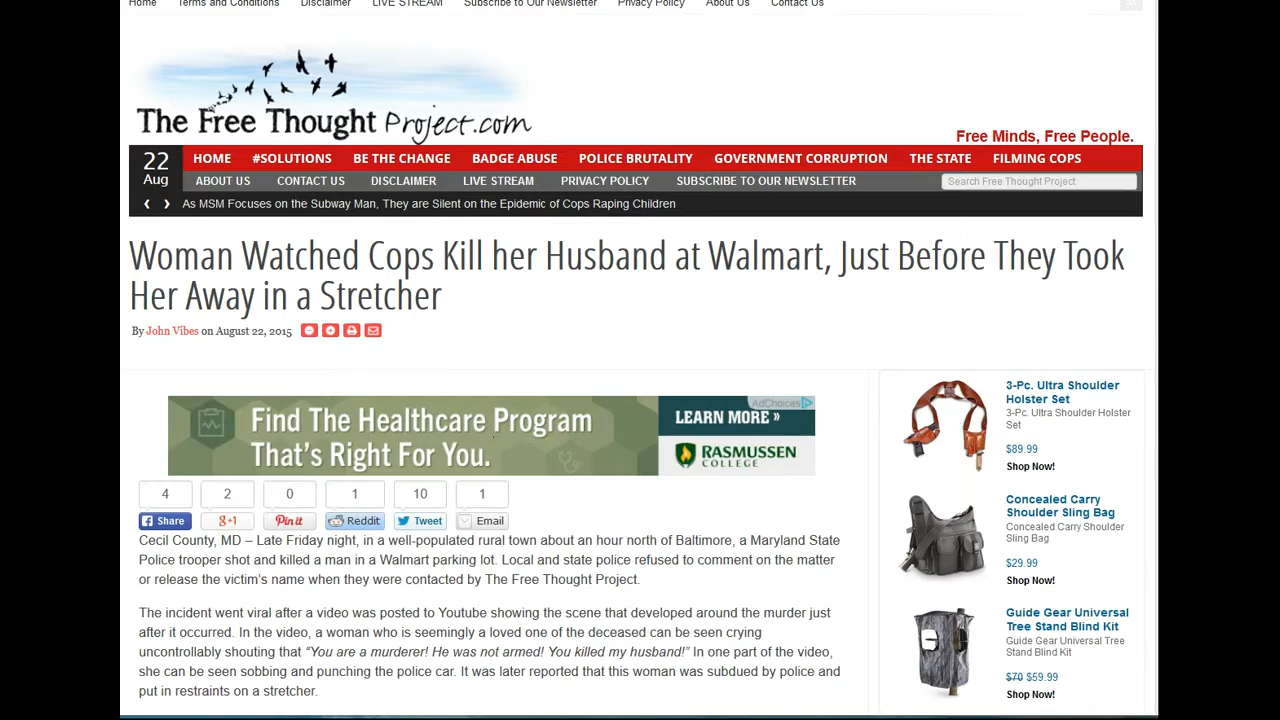 Home Terms and Conditions Disclaimer LIVE STREAM Subscribe to Our Newsletter Privacy Policy About Us Contact Us
The Free Thought Project.com
Free Minds, Free People.
22
Aug
HOME #SOLUTIONS BE THE CHANGE BADGE ABUSE POLICE BRUTALITY GOVERNMENT CORRUPTION THE STATE FILMING COPS
ABOUT US CONTACT US DISCLAIMER LIVE STREAM PRIVACY POLICY SUBSCRIBE TO OUR NEWSLETTER Search Free Thought Project
As MSM Focuses on the Subway Man, They are Silent on the Epidemic of Cops Raping Children
Woman Watched Cops Kill her Husband at Walmart, Just Before They Took
Her Away in a Stretcher
By John Vibes on August 22, 2015
Find The Healthcare Program
That's Right For You.
LEARN MORE »
AdChoices
RASMUSSEN
COLLEGE
4 2 0 1 10 1
Share g+1 Pin it Reddit Tweet Email
Cecil County, MD – Late Friday night, in a well-populated rural town about an hour north of Baltimore, a Maryland State
Police trooper shot and killed a man in a Walmart parking lot. Local and state police refused to comment on the matter
or release the victim's name when they were contacted by The Free Thought Project.
The incident went viral after a video was posted to Youtube showing the scene that developed around the murder just
after it occurred. In the video, a woman who is seemingly a loved one of the deceased can be seen crying
uncontrollably shouting that "You are a murderer! He was not armed! You killed my husband!" In one part of the video,
she can be seen sobbing and punching the police car. It was later reported that this woman was subdued by police and
put in restraints on a stretcher.
3-Pc. Ultra Shoulder
Holster Set
3-Pc. Ultra Shoulder Holster
Set
$89.99
Shop Now!
Concealed Carry
Shoulder Sling Bag
Concealed Carry Shoulder
Sling Bag
$29.99
Shop Now!
Guide Gear Universal
Tree Stand Blind Kit
Guide Gear Universal Tree
Stand Blind Kit
$70 $59.99
Shop Now!